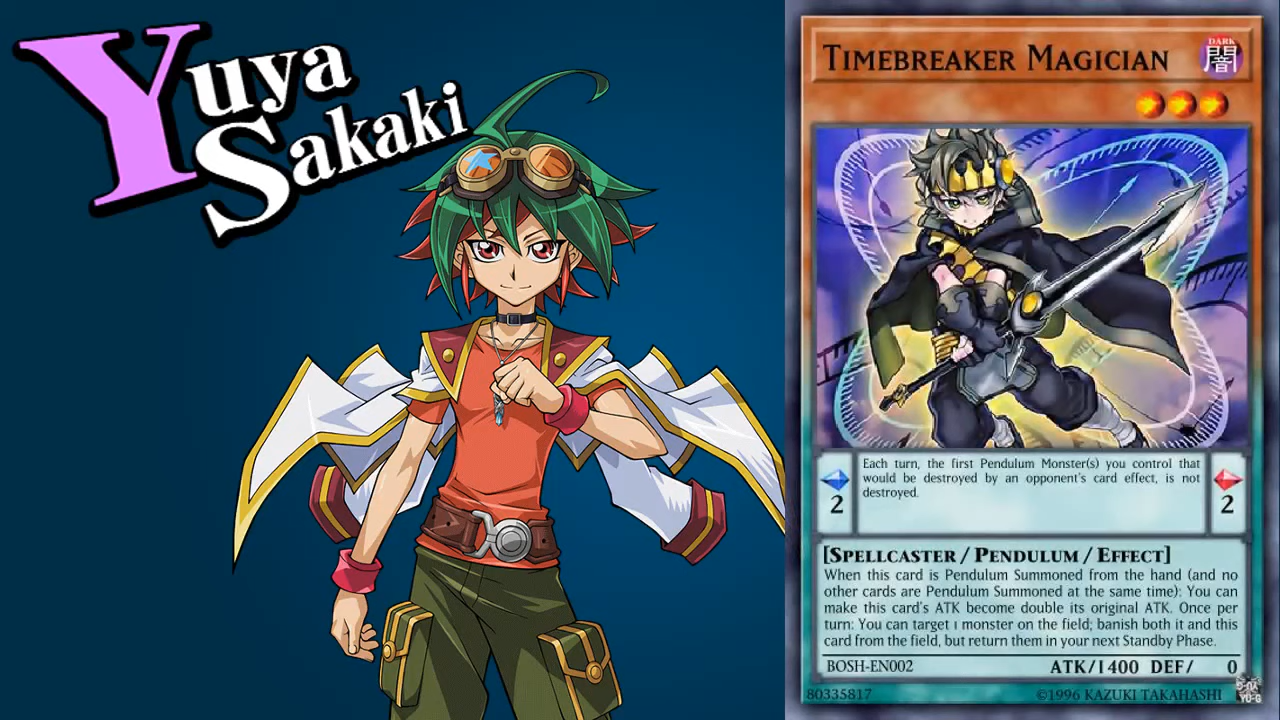 Yuya
Sakaki
TIMEBREAKER MAGICIAN
DARK
闇
2
Each turn, the first Pendulum Monster(s) you control that
would be destroyed by an opponent's card effect, is not
destroyed.
2
[SPELLCASTER / PENDULUM / EFFECT]
When this card is Pendulum Summoned from the hand (and no
other cards are Pendulum Summoned at the same time): You can
make this card's ATK become double its original ATK. Once per
turn: You can target 1 monster on the field; banish both it and this
card from the field, but return them in your next Standby Phase.
BOSH-EN002 ATK/1400 DEF/ 0
80335817 ©1996 KAZUKI TAKAHASHI